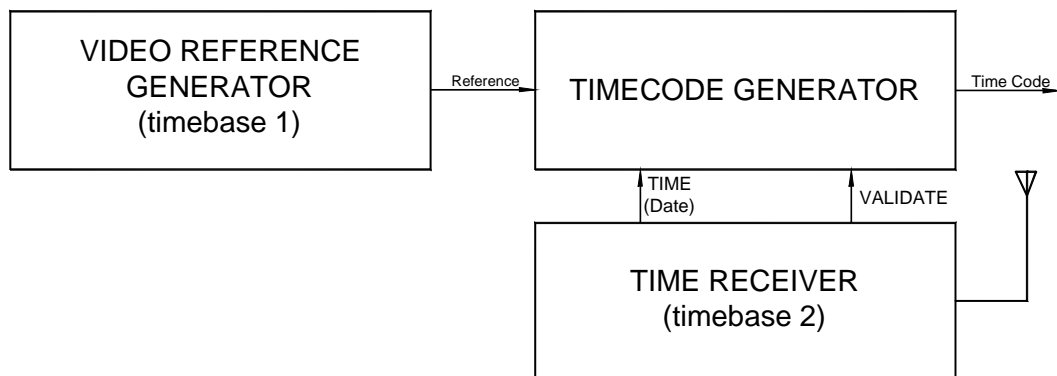 VIDEO REFERENCE
GENERATOR
(timebase 1)
Reference
TIMECODE GENERATOR
Time Code
TIME
(Date)
VALIDATE
TIME RECEIVER
(timebase 2)